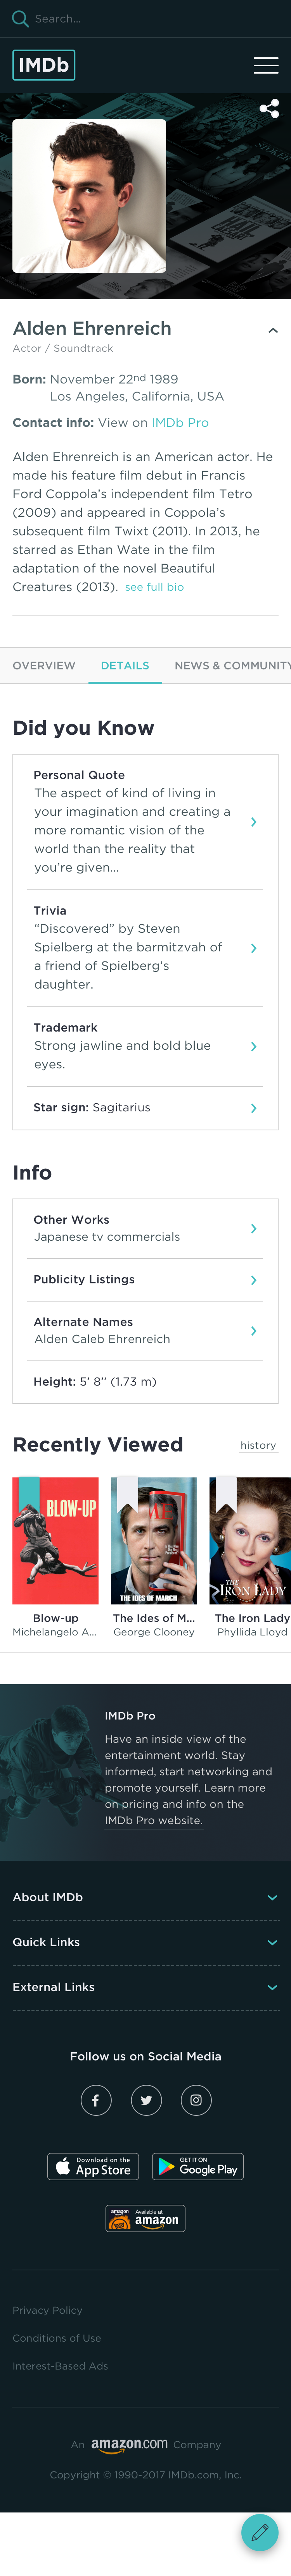 Search...
IMDb
Alden Ehrenreich
Actor / Soundtrack
Born: November 22nd 1989
Los Angeles, California, USA
Contact info: View on IMDb Pro
Alden Ehrenreich is an American actor. He
made his feature film debut in Francis
Ford Coppola’s independent film Tetro
(2009) and appeared in Coppola’s
subsequent film Twixt (2011). In 2013, he
starred as Ethan Wate in the film
adaptation of the novel Beautiful
Creatures (2013). see full bio
OVERVIEW DETAILS NEWS & COMMUNITY
Did you Know
Personal Quote
The aspect of kind of living in
your imagination and creating a
more romantic vision of the
world than the reality that
you’re given...
Trivia
“Discovered” by Steven
Spielberg at the barmitzvah of
a friend of Spielberg’s
daughter.
Trademark
Strong jawline and bold blue
eyes.
Star sign: Sagitarius
Info
Other Works
Japanese tv commercials
Publicity Listings
Alternate Names
Alden Caleb Ehrenreich
Height: 5’ 8’’ (1.73 m)
Recently Viewed history
BLOW-UP
THE IDES OF MARCH
THE
IRON LADY
Blow-up The Ides of M... The Iron Lady
Michelangelo A... George Clooney Phyllida Lloyd
IMDb Pro
Have an inside view of the
entertainment world. Stay
informed, start networking and
promote yourself. Learn more
on pricing and info on the
IMDb Pro website.
About IMDb
Quick Links
External Links
Follow us on Social Media
Download on the
App Store
GET IT ON
Google Play
amazon
Available at
amazon
Privacy Policy
Conditions of Use
Interest-Based Ads
An amazon.com Company
Copyright © 1990-2017 IMDb.com, Inc.